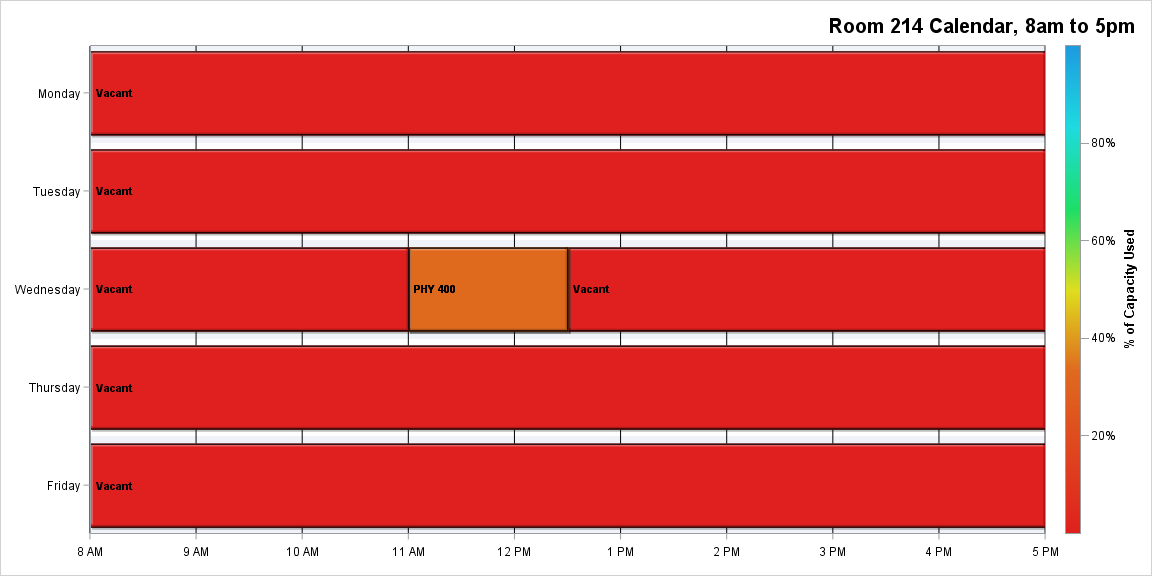 Room 214 Calendar, 8am to 5pm
Monday
Vacant
80%
Tuesday
Vacant
60%
% of Capacity Used
Wednesday
Vacant
PHY 400
Vacant
40%
Thursday
Vacant
20%
Friday
Vacant
8 AM 9 AM 10 AM 11 AM 12 PM 1 PM 2 PM 3 PM 4 PM 5 PM